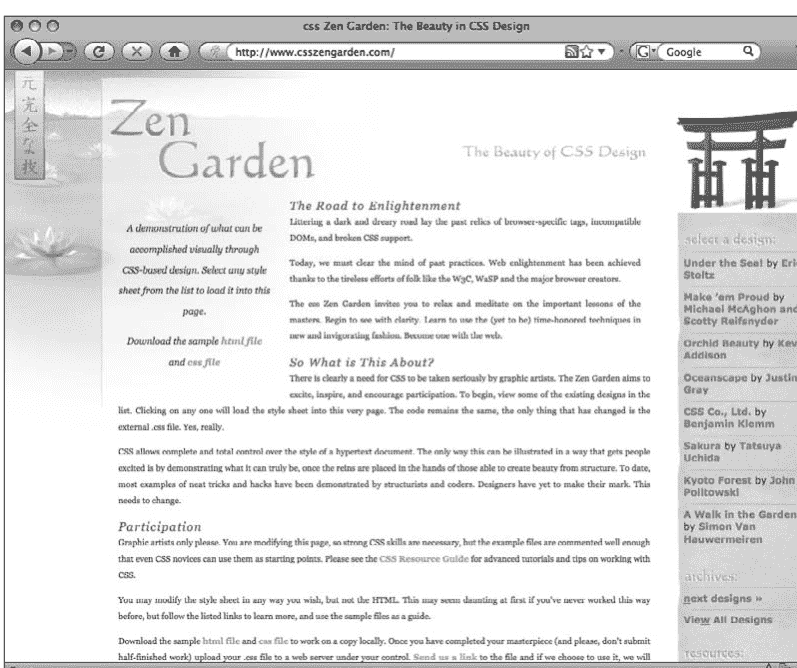 css Zen Garden: The Beauty in CSS Design
http://www.csszengarden.com/
G
Google
元
完
全
な
技
Zen
Garden
The Beauty of CSS Design
A demonstration of what can be
accomplished visually through
CSS-based design. Select any style
sheet from the list to load it into this
page.
Download the sample html file
and css file
The Road to Enlightenment
Littering a dark and dreary road lay the past relics of browser-specific tags, incompatible
DOMs, and broken CSS support.
Today, we must clear the mind of past practices. Web enlightenment has been achieved
thanks to the tireless efforts of folk like the W3C, WaSP and the major browser creators.
The css Zen Garden invites you to relax and meditate on the important lessons of the
masters. Begin to see with clarity. Learn to use the (yet to be) time-honored techniques in
new and invigorating fashion. Become one with the web.
So What is This About?
There is clearly a need for CSS to be taken seriously by graphic artists. The Zen Garden aims to
excite, inspire, and encourage participation. To begin, view some of the existing designs in the
list. Clicking on any one will load the style sheet into this very page. The code remains the same, the only thing that has changed is the
external .css file. Yes, really.
CSS allows complete and total control over the style of a hypertext document. The only way this can be illustrated in a way that gets people
excited is by demonstrating what it can truly be, once the reins are placed in the hands of those able to create beauty from structure. To date,
most examples of neat tricks and hacks have been demonstrated by structurists and coders. Designers have yet to make their mark. This
needs to change.
Participation
Graphic artists only please. You are modifying this page, so strong CSS skills are necessary, but the example files are commented well enough
that even CSS novices can use them as starting points. Please see the CSS Resource Guide for advanced tutorials and tips on working with
CSS.
You may modify the style sheet in any way you wish, but not the HTML. This may seem daunting at first if you've never worked this way
before, but follow the listed links to learn more, and use the sample files as a guide.
Download the sample html file and css file to work on a copy locally. Once you have completed your masterpiece (and please, don't submit
half-finished work) upload your .css file to a web server under your control. Send us a link to the file and if we choose to use it, we will
select a design:
Under the Sea! by Eri
Stoltz
Make 'em Proud by
Michael McAghon and
Scotty Reifsnyder
Orchid Beauty by Kev
Addison
Oceanscape by Justin
Gray
CSS Co., Ltd. by
Benjamin Klemm
Sakura by Tatsuya
Uchida
Kyoto Forest by John
Politowski
A Walk in the Garden
by Simon Van
Hauwermeiren
archives:
next designs »
View All Designs
resources: